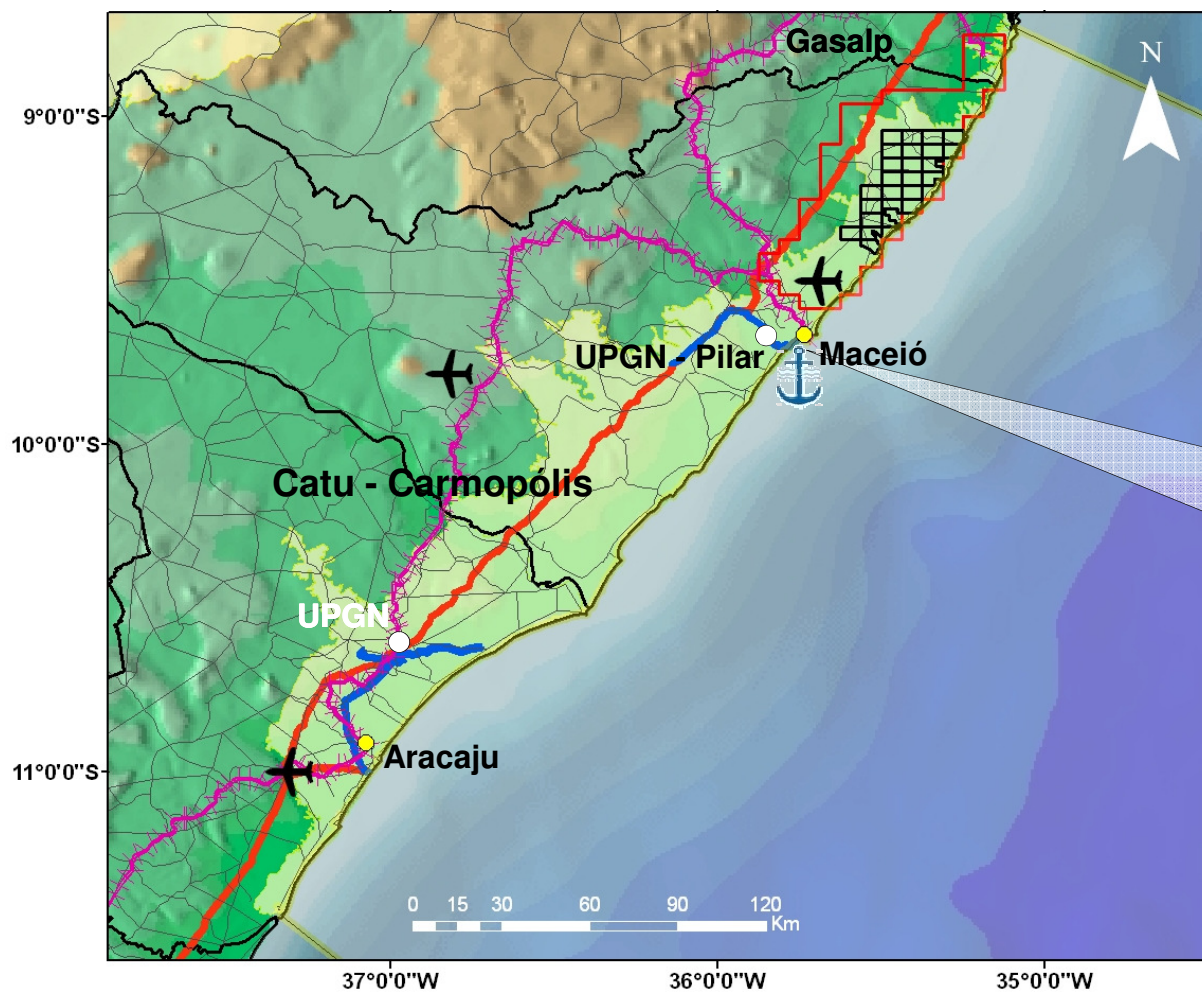 Gasalp
N
9°0'0"S
UPGN - Pilar
Maceió
10°0'0"S
Catu - Carmopólis
UPGN
Aracaju
11°0'0"S
0 15 30 60 90 120
Km
37°0'0"W
36°0'0"W
35°0'0"W